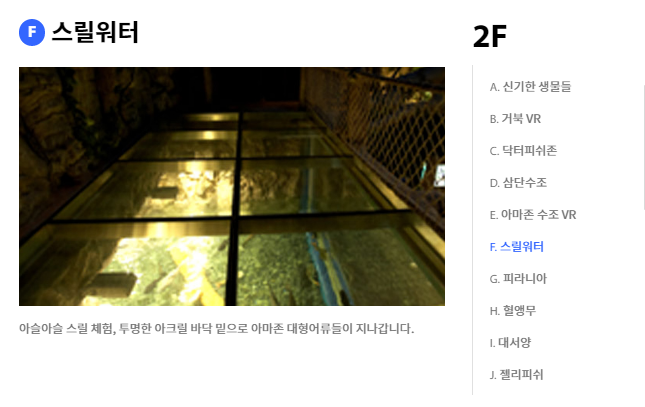 F 스릴워터
아슬아슬 스릴 체험, 투명한 아크릴 바닥 밑으로 아마존 대형어류들이 지나갑니다.
2F
A. 신기한 생물들
B. 거북 VR
C. 닥터피쉬존
D. 삼단수조
E. 아마존 수조 VR
F. 스릴워터
G. 피라니아
H. 혈앵무
I. 대서양
J. 젤리피쉬